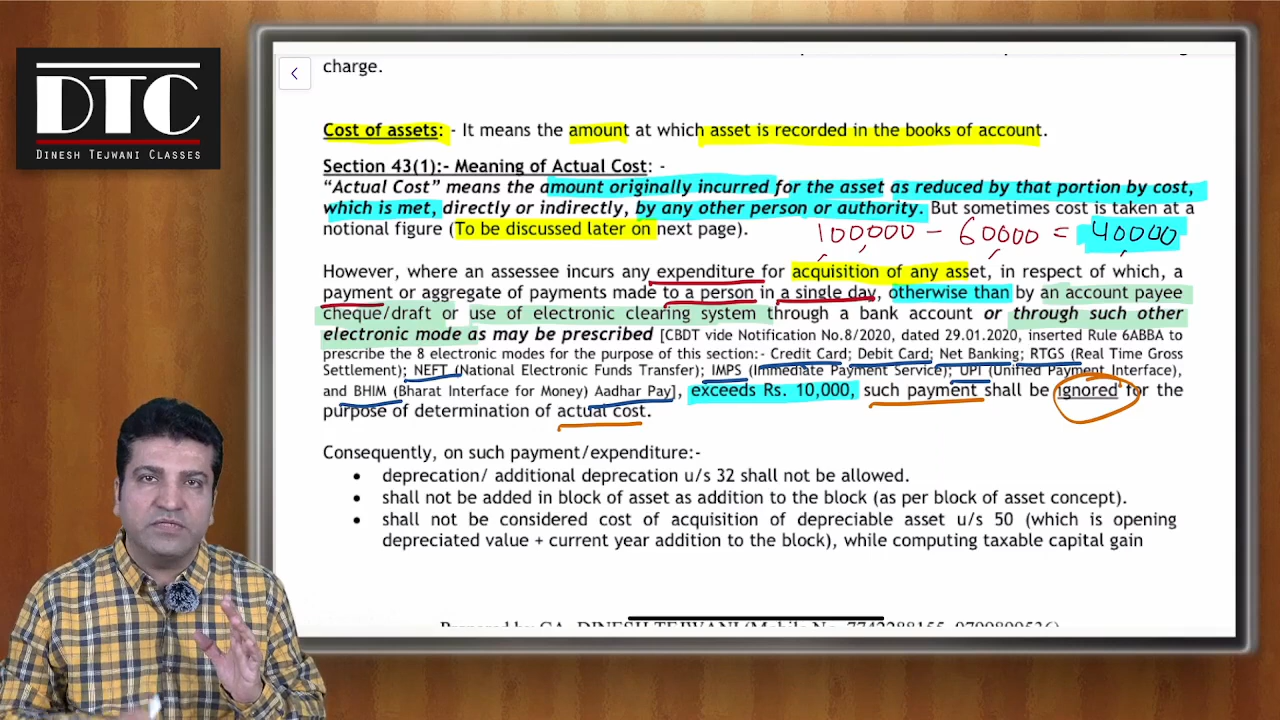 DTC
DINESH TEJWANI CLASSES
charge.
Cost of assets: - It means the amount at which asset is recorded in the books of account.
Section 43(1):- Meaning of Actual Cost: -
“Actual Cost” means the amount originally incurred for the asset as reduced by that portion by cost,
which is met, directly or indirectly, by any other person or authority. But sometimes cost is taken at a
notional figure (To be discussed later on next page).
100000 - 60000 = 40000
However, where an assessee incurs any expenditure for acquisition of any asset, in respect of which, a
payment or aggregate of payments made to a person in a single day, otherwise than by an account payee
cheque/draft or use of electronic clearing system through a bank account or through such other
electronic mode as may be prescribed [CBDT vide Notification No.8/2020, dated 29.01.2020, inserted Rule 6ABBA to
prescribe the 8 electronic modes for the purpose of this section:- Credit Card; Debit Card; Net Banking; RTGS (Real Time Gross
Settlement); NEFT (National Electronic Funds Transfer); IMPS (Immediate Payment Service); UPI (Unified Payment Interface),
and BHIM (Bharat Interface for Money) Aadhar Pay], exceeds Rs. 10,000, such payment shall be ignored for the
purpose of determination of actual cost.
Consequently, on such payment/expenditure:-
• deprecation/ additional deprecation u/s 32 shall not be allowed.
• shall not be added in block of asset as addition to the block (as per block of asset concept).
• shall not be considered cost of acquisition of depreciable asset u/s 50 (which is opening
depreciated value + current year addition to the block), while computing taxable capital gain